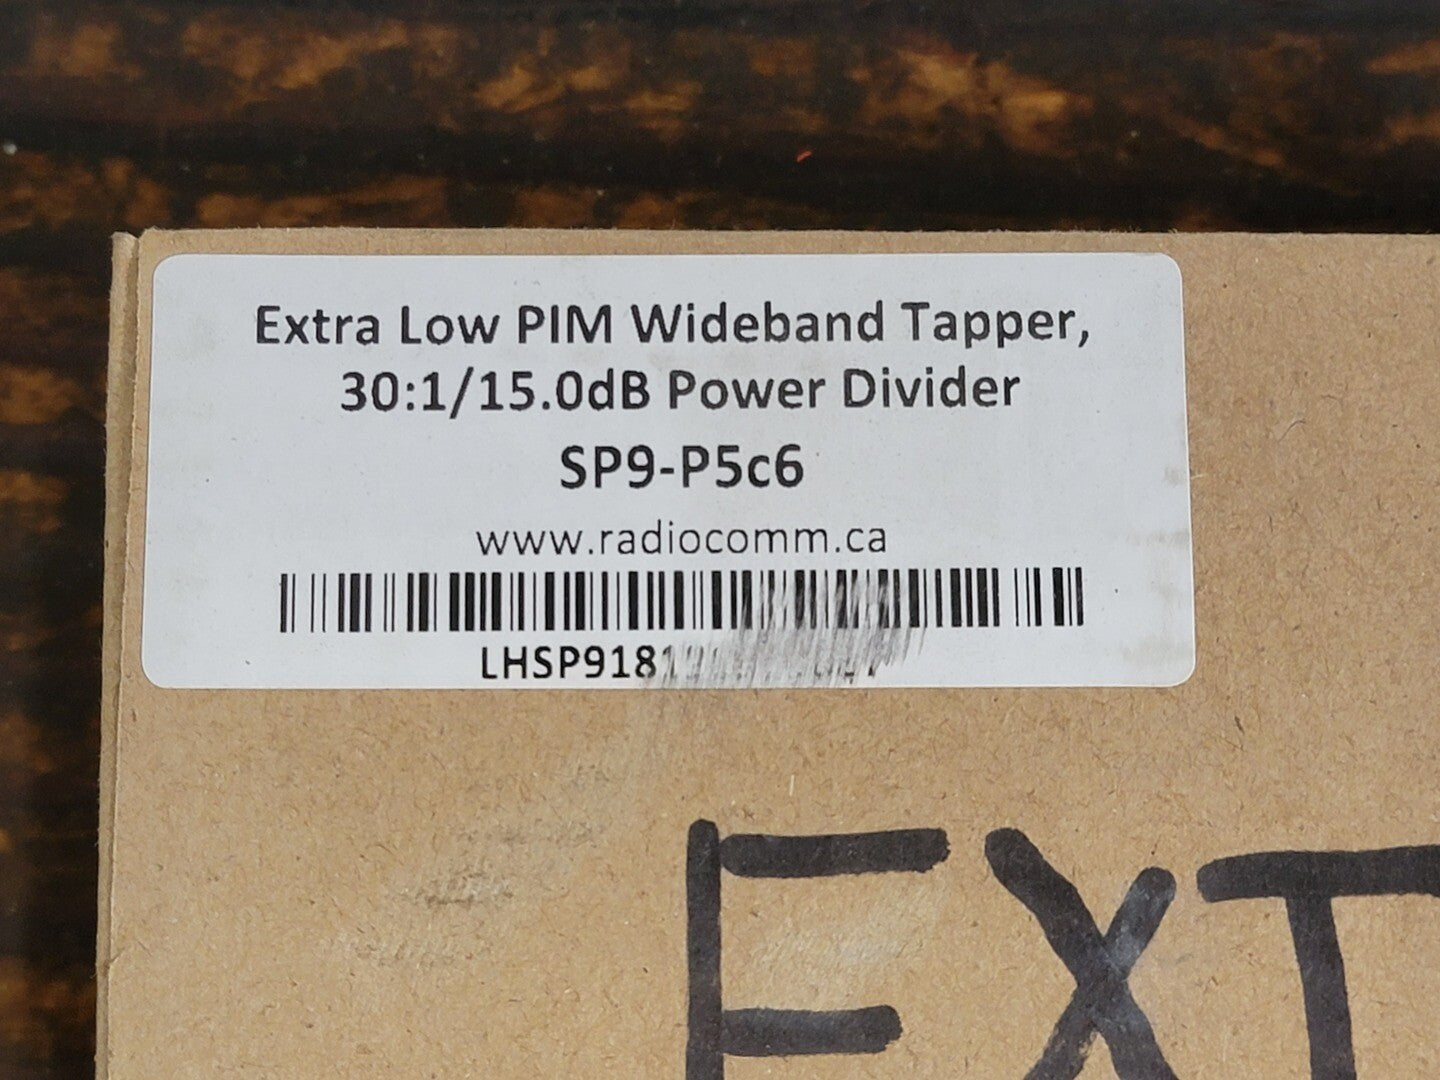 Extra Low PIM Wideband Tapper,
30:1/15.0dB Power Divider
SP9-P5c6
www.radiocomm.ca
EXT